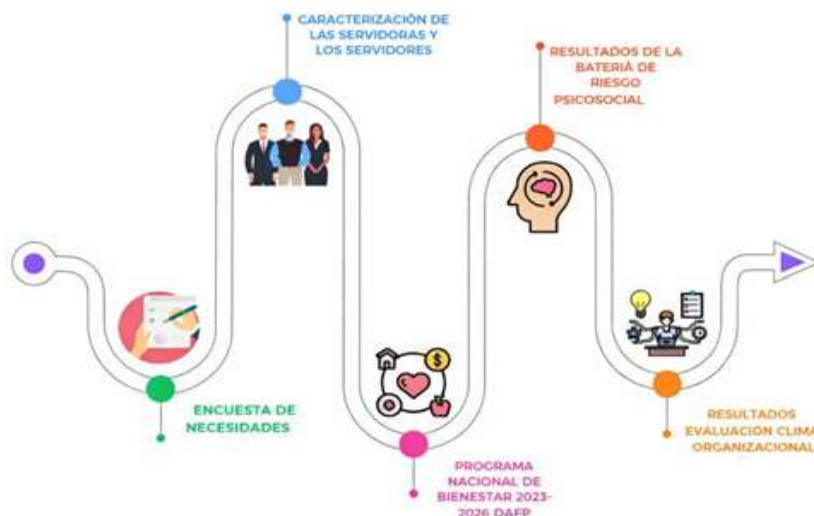 CARACTERIZACIÓN DE
LAS SERVIDORAS Y
LOS SERVIDORES
RESULTADOS DE LA
BATERIÁ DE
RIESGO
PSICOSOCIAL
ENCUESTA DE
NECESIDADES
PROGRAMA
NACIONAL DE
BIENESTAR 2023-
2026 DAFP
RESULTADOS
EVALUACIÓN CLIMA
ORGANIZACIONAL